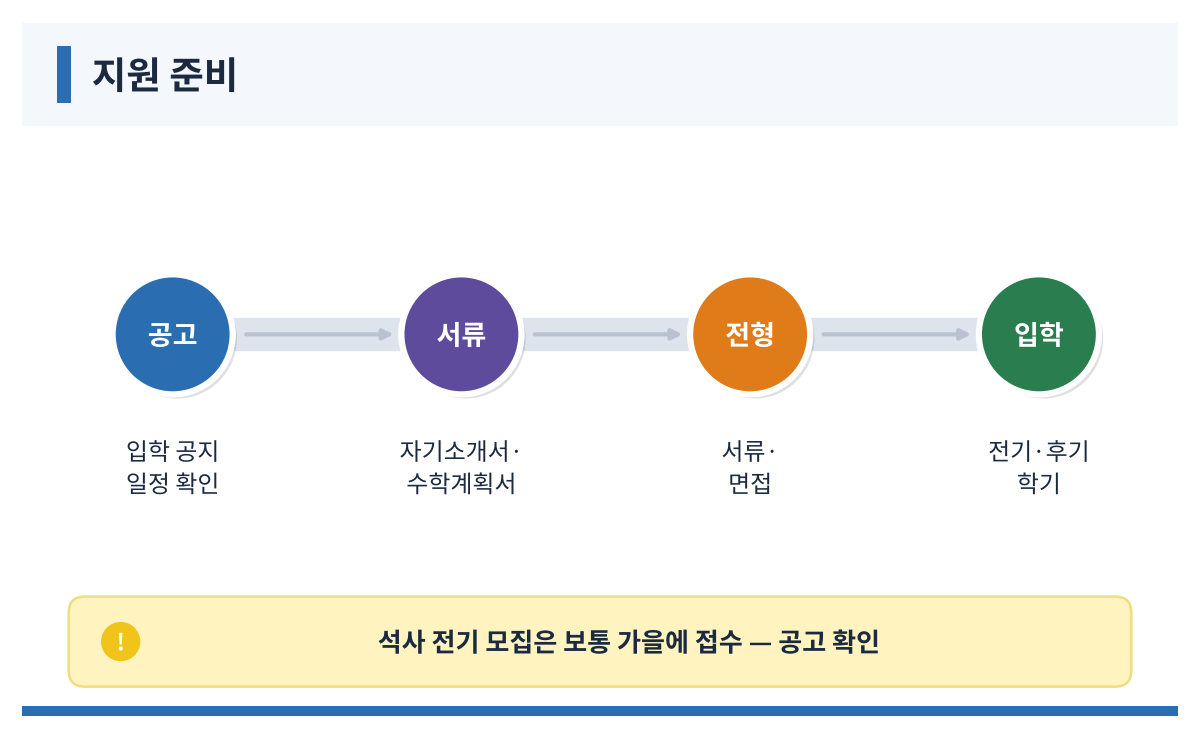 지원 준비
공고
서류
전형
입학
입학 공지
일정 확인
자기소개서·
수학계획서
서류·
면접
전기·후기
학기
!
석사 전기 모집은 보통 가을에 접수 — 공고 확인